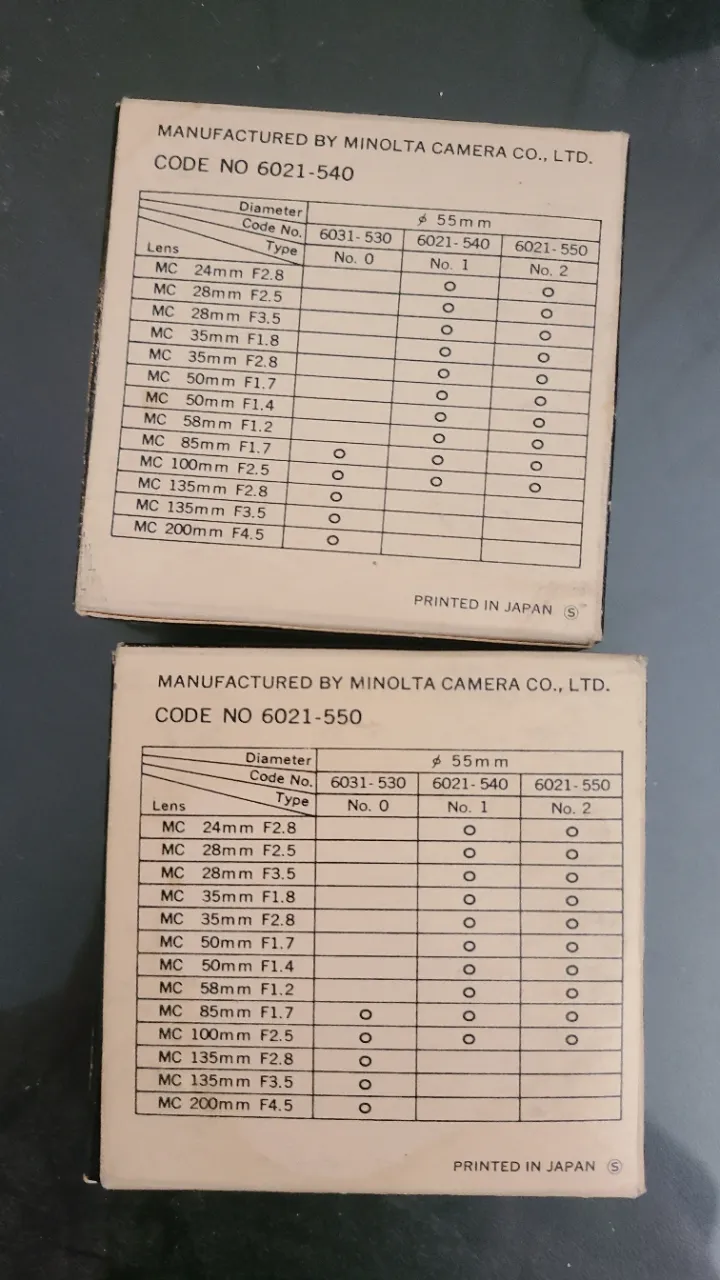 MANUFACTURED BY MINOLTA CAMERA CO., LTD.
CODE NO 6021-540
Diameter ϕ 55mm
Code No. 6031-530 6021-540 6021-550
Lens Type No. 0 No. 1 No. 2
MC 24mm F2.8 O O
MC 28mm F2.5 O O
MC 28mm F3.5 O O
MC 35mm F1.8 O O
MC 35mm F2.8 O O
MC 50mm F1.7 O O
MC 50mm F1.4 O O
MC 58mm F1.2 O O
MC 85mm F1.7 O O O
MC 100mm F2.5 O O O
MC 135mm F2.8 O
MC 135mm F3.5 O
MC 200mm F4.5 O
PRINTED IN JAPAN Ⓢ
MANUFACTURED BY MINOLTA CAMERA CO., LTD.
CODE NO 6021-550
Diameter ϕ 55mm
Code No. 6031-530 6021-540 6021-550
Lens Type No. 0 No. 1 No. 2
MC 24mm F2.8 O O
MC 28mm F2.5 O O
MC 28mm F3.5 O O
MC 35mm F1.8 O O
MC 35mm F2.8 O O
MC 50mm F1.7 O O
MC 50mm F1.4 O O
MC 58mm F1.2 O O
MC 85mm F1.7 O O O
MC 100mm F2.5 O O O
MC 135mm F2.8 O
MC 135mm F3.5 O
MC 200mm F4.5 O
PRINTED IN JAPAN Ⓢ